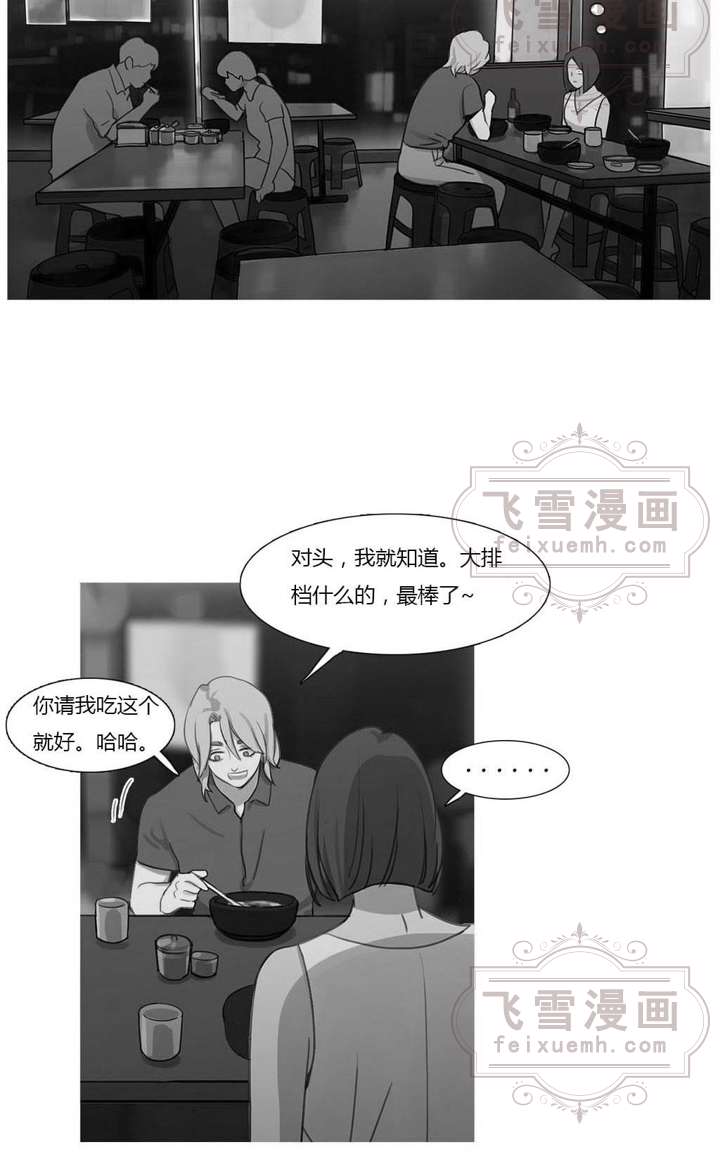 飞雪漫画
feixuemh.com
飞雪漫画
feixuemh.com
对头，我就知道。大排
档什么的，最棒了~
你请我吃这个
就好。哈哈。
······
飞雪漫画
feixuemh.com